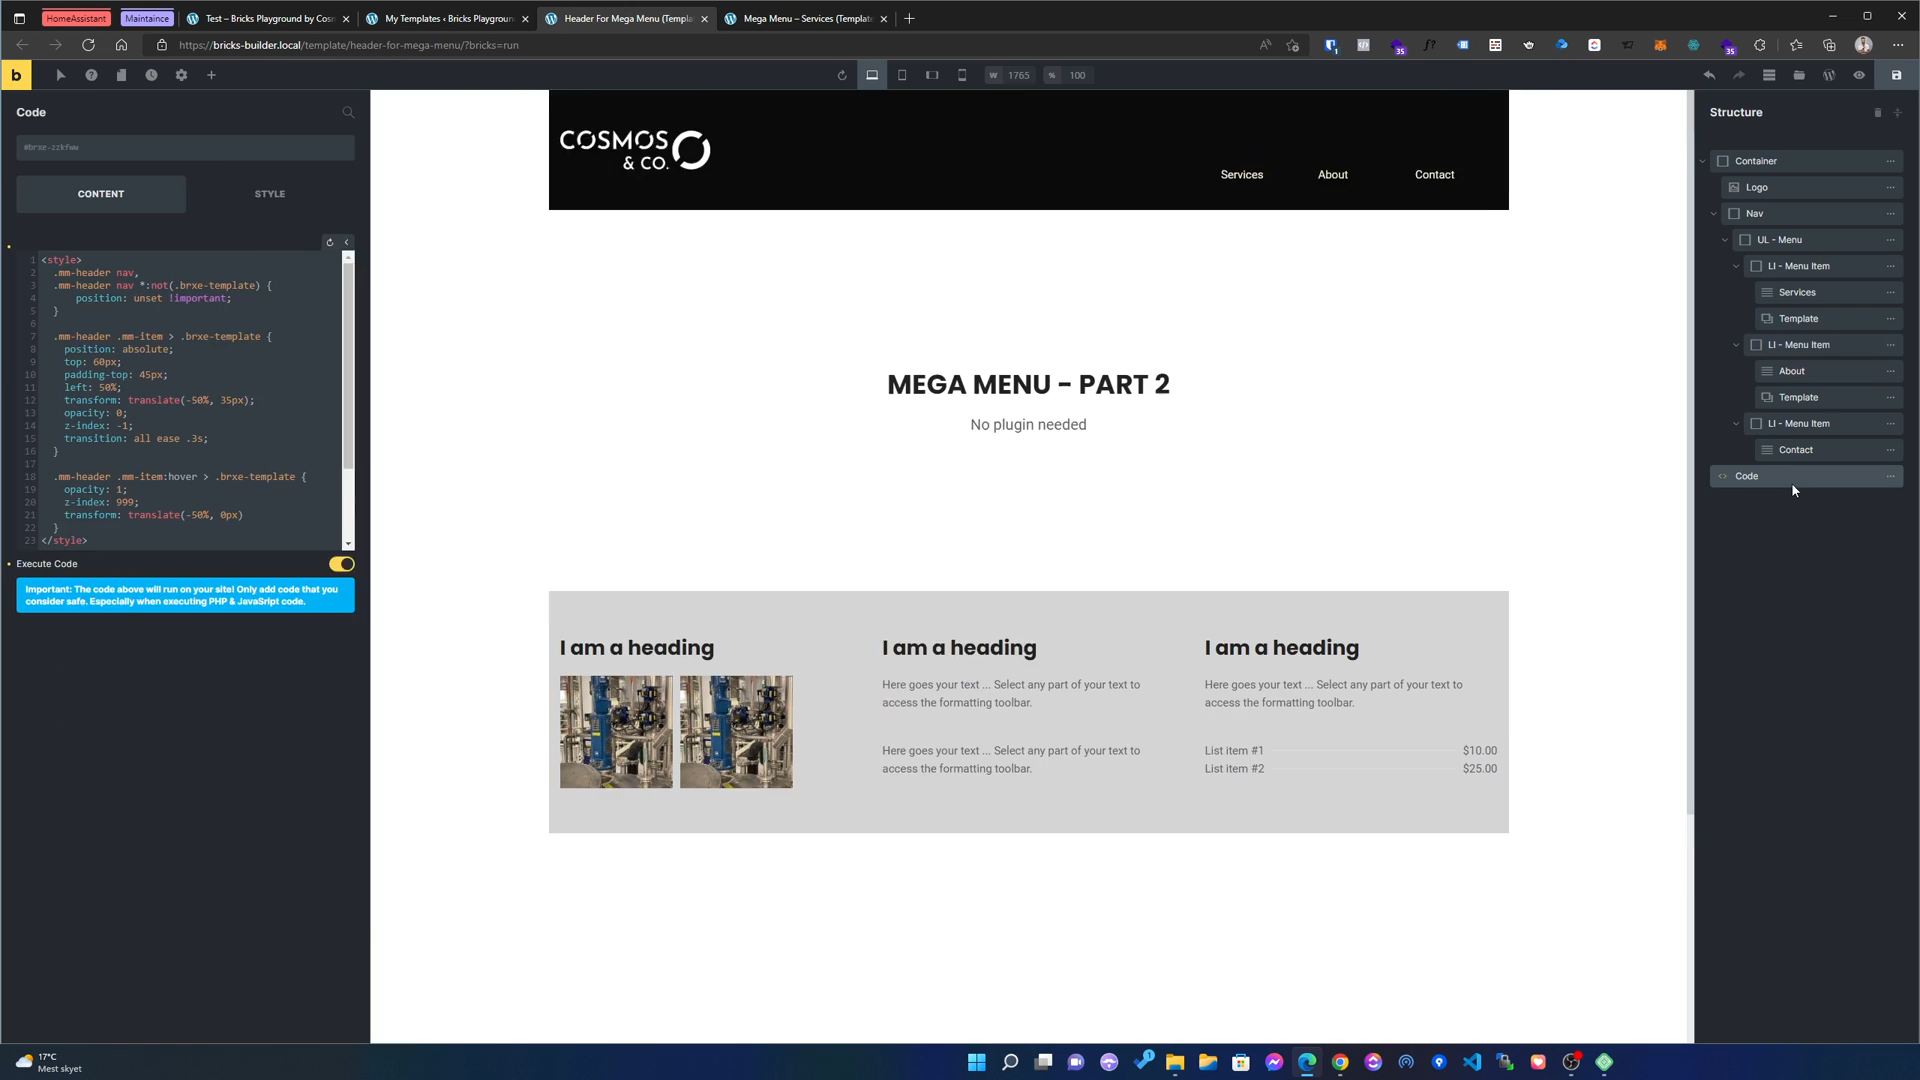 HomeAssistant
Maintaince
Test – Bricks Playground by Cosm
My Templates ‹ Bricks Playground
Header For Mega Menu (Templa
Mega Menu – Services (Template
https://bricks-builder.local/template/header-for-mega-menu/?bricks=run
35
35
b
W 1765
% 100
Code
#brxe-zzkfww
CONTENT
STYLE
1 <style>
2 .mm-header nav,
3 .mm-header nav *:not(.brxe-template) {
4 position: unset !important;
5 }
6
7 .mm-header .mm-item > .brxe-template {
8 position: absolute;
9 top: 60px;
10 padding-top: 45px;
11 left: 50%;
12 transform: translate(-50%, 35px);
13 opacity: 0;
14 z-index: -1;
15 transition: all ease .3s;
16 }
17
18 .mm-header .mm-item:hover > .brxe-template {
19 opacity: 1;
20 z-index: 999;
21 transform: translate(-50%, 0px)
22 }
23 </style>
Execute Code
Important: The code above will run on your site! Only add code that you
consider safe. Especially when executing PHP & JavaSript code.
COSMOS
& CO.
Services
About
Contact
MEGA MENU – PART 2
No plugin needed
I am a heading
I am a heading
Here goes your text ... Select any part of your text to
access the formatting toolbar.
Here goes your text ... Select any part of your text to
access the formatting toolbar.
I am a heading
Here goes your text ... Select any part of your text to
access the formatting toolbar.
List item #1 $10.00
List item #2 $25.00
Structure
Container
Logo
Nav
UL - Menu
LI - Menu Item
Services
Template
LI - Menu Item
About
Template
LI - Menu Item
Contact
Code
17°C
Mest skyet